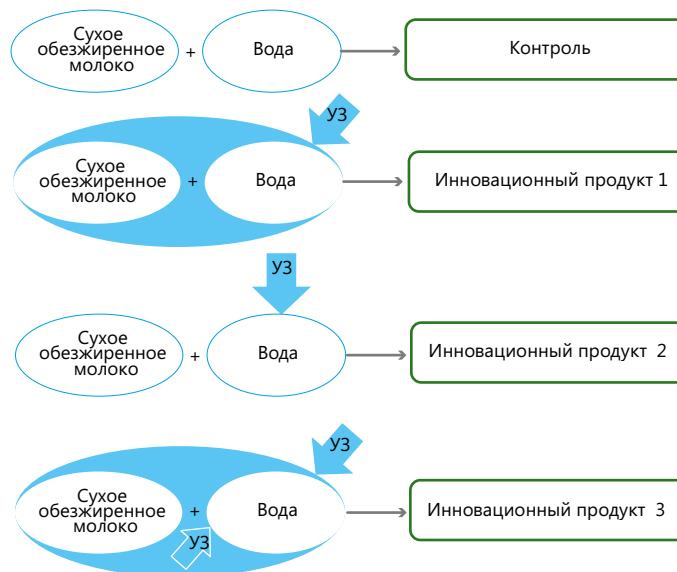 Сухое
обезжиренное
молоко
+
Вода
Контроль
УЗ
Сухое
обезжиренное
молоко
+
Вода
Инновационный продукт 1
УЗ
Сухое
обезжиренное
молоко
+
Вода
Инновационный продукт 2
УЗ
Сухое
обезжиренное
молоко
+
Вода
Инновационный продукт 3
УЗ